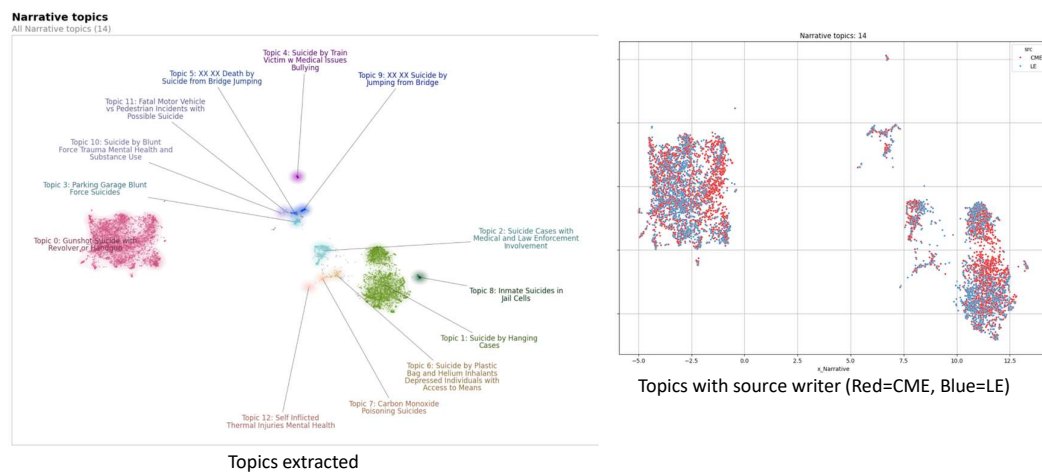 Narrative topics
All Narrative topics (14)
Topic 4: Suicide by Train
Victim w Medical Issues
Bullying
Topic 5: XX XX Death by
Suicide from Bridge Jumping
Topic 9: XX XX Suicide by
Jumping from Bridge
Topic 11: Fatal Motor Vehicle
vs Pedestrian Incidents with
Possible Suicide
Topic 10: Suicide by Blunt
Force Trauma Mental Health and
Substance Use
Topic 3: Parking Garage Blunt
Force Suicides
Topic 0: Gunshot Suicide with
Revolver or Handgun
Topic 2: Suicide Cases with
Medical and Law Enforcement
Involvement
Topic 8: Inmate Suicides in
Jail Cells
Topic 1: Suicide by Hanging
Cases
Topic 6: Suicide by Plastic
Bag and Helium Inhalants
Depressed Individuals with
Access to Means
Topic 7: Carbon Monoxide
Poisoning Suicides
Topic 12: Self Inflicted
Thermal Injuries Mental Health
Topics extracted
Narrative topics: 14
src
CME
LE
−5.0 −2.5 0.0 2.5 5.0 7.5 10.0 12.5
x_Narrative
Topics with source writer (Red=CME, Blue=LE)